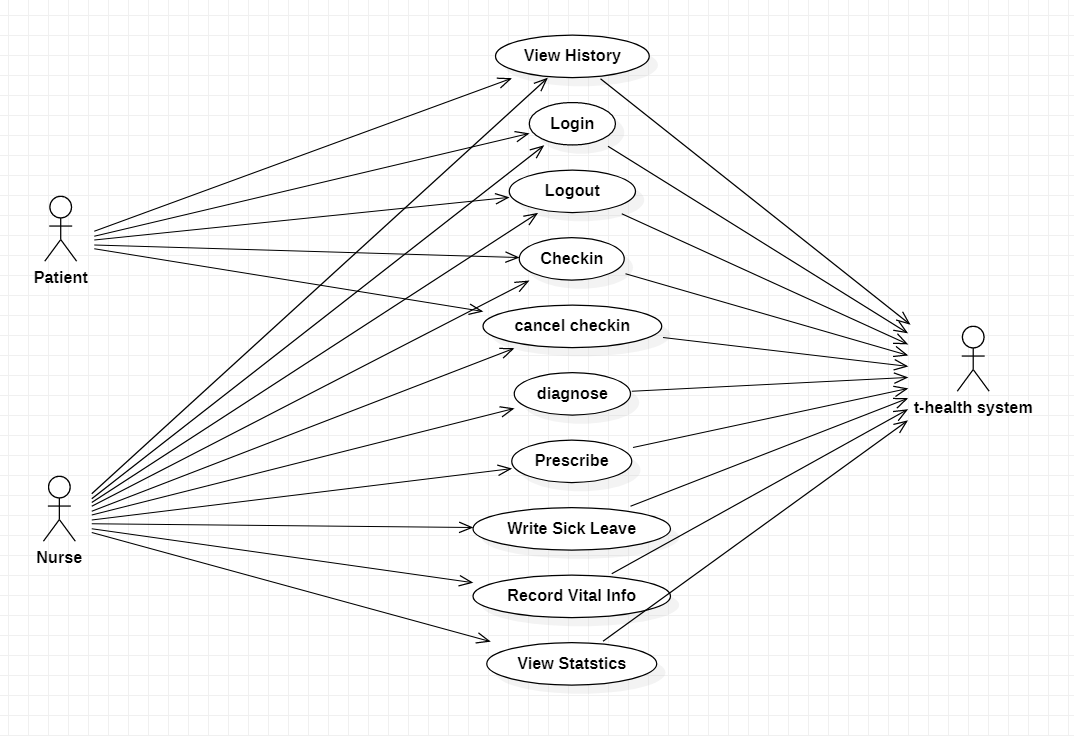 View History
Login
Logout
Checkin
Patient
cancel checkin
diagnose
t-health system
Prescribe
Write Sick Leave
Nurse
Record Vital Info
View Statstics